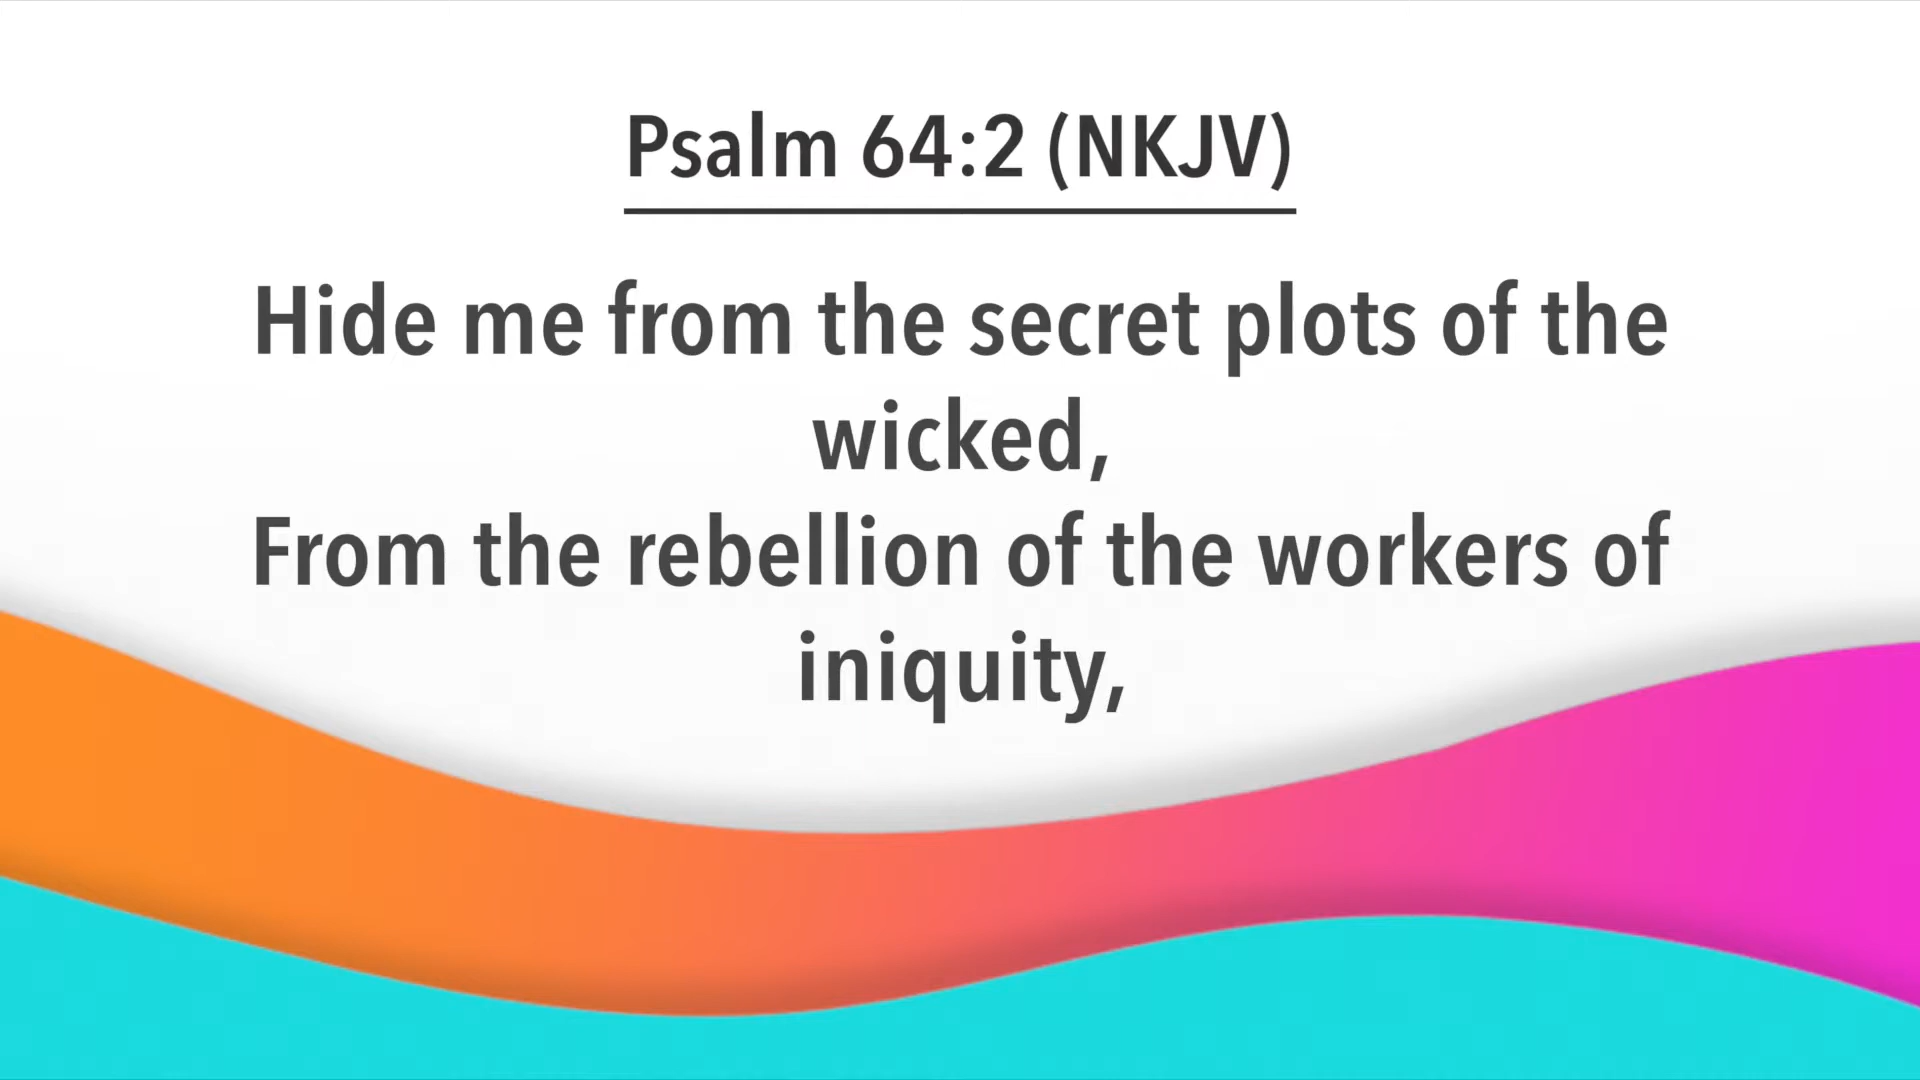 Psalm 64:2 (NKJV)
Hide me from the secret plots of the
wicked,
From the rebellion of the workers of
iniquity,